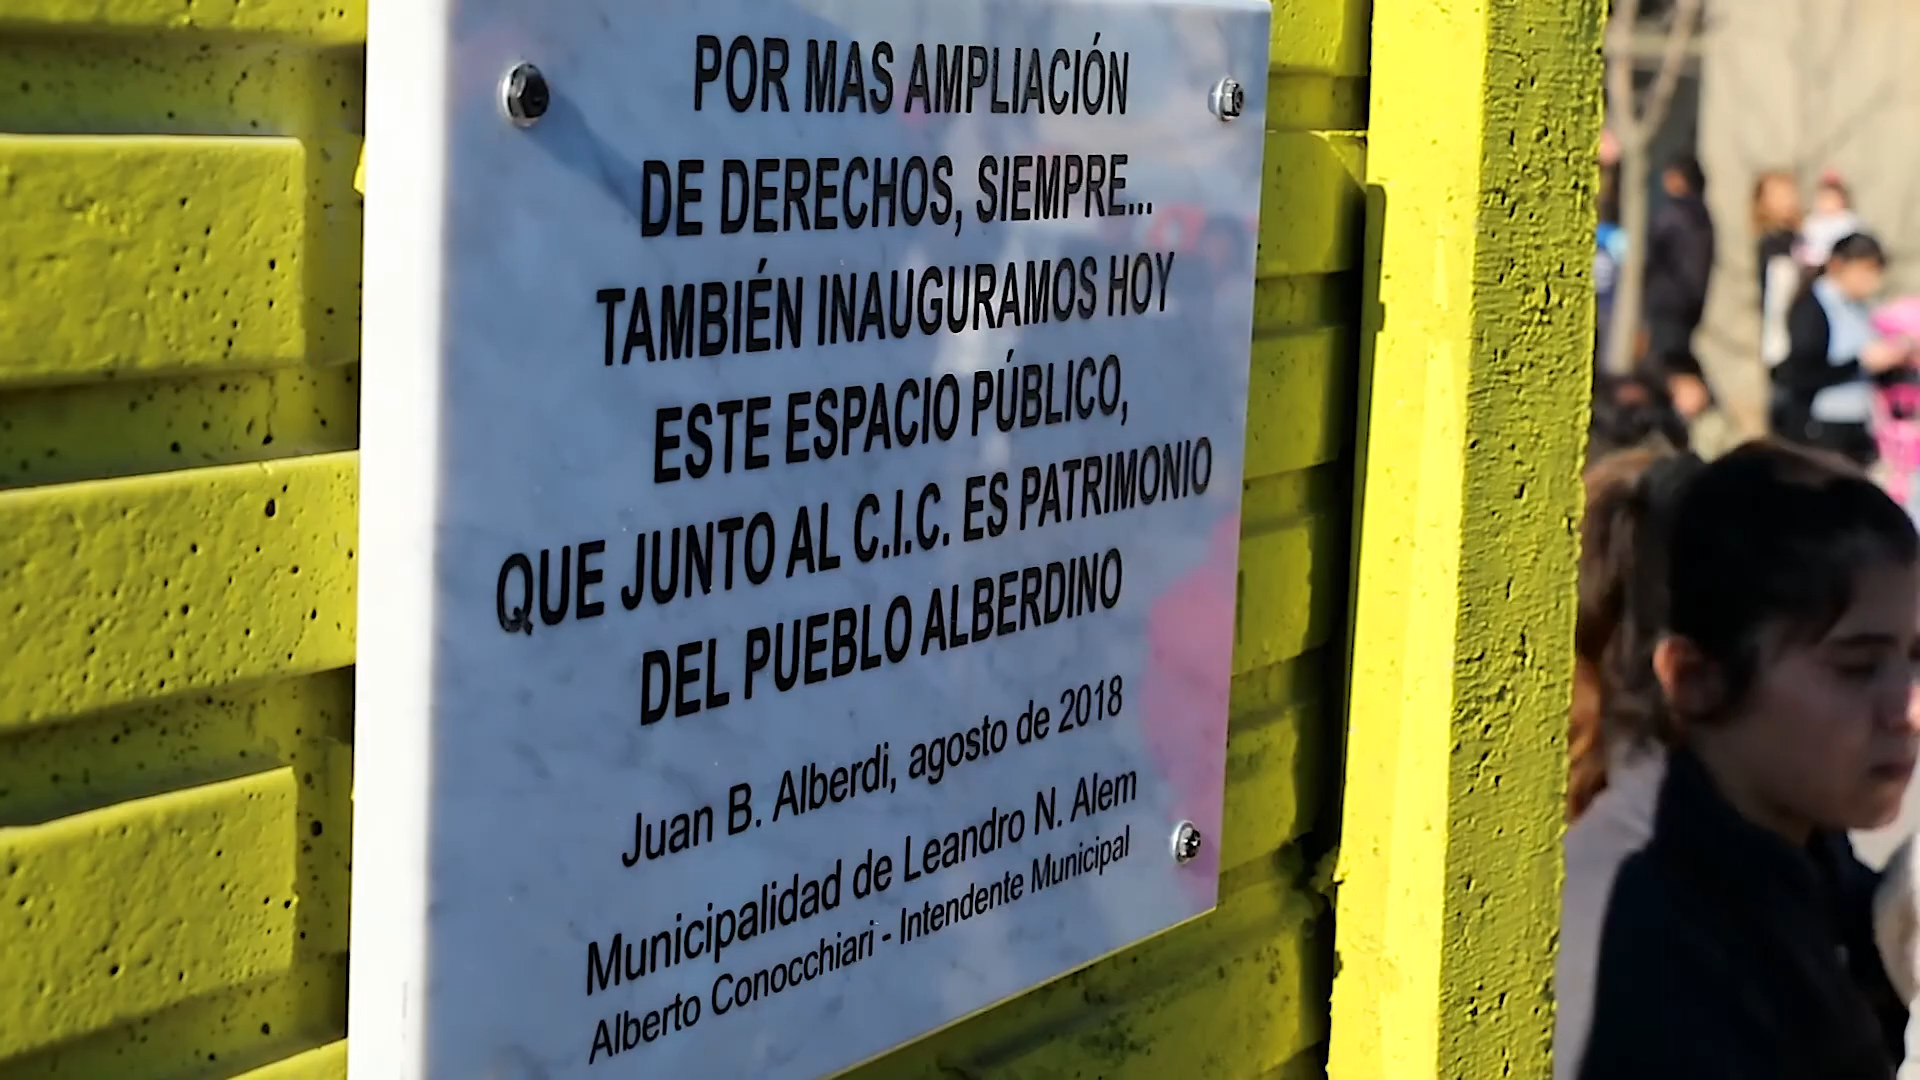 POR MAS AMPLIACIÓN
DE DERECHOS, SIEMPRE...
TAMBIÉN INAUGURAMOS HOY
ESTE ESPACIO PÚBLICO,
QUE JUNTO AL C.I.C. ES PATRIMONIO
DEL PUEBLO ALBERDINO
Juan B. Alberdi, agosto de 2018
Municipalidad de Leandro N. Alem
Alberto Conocchiari - Intendente Municipal